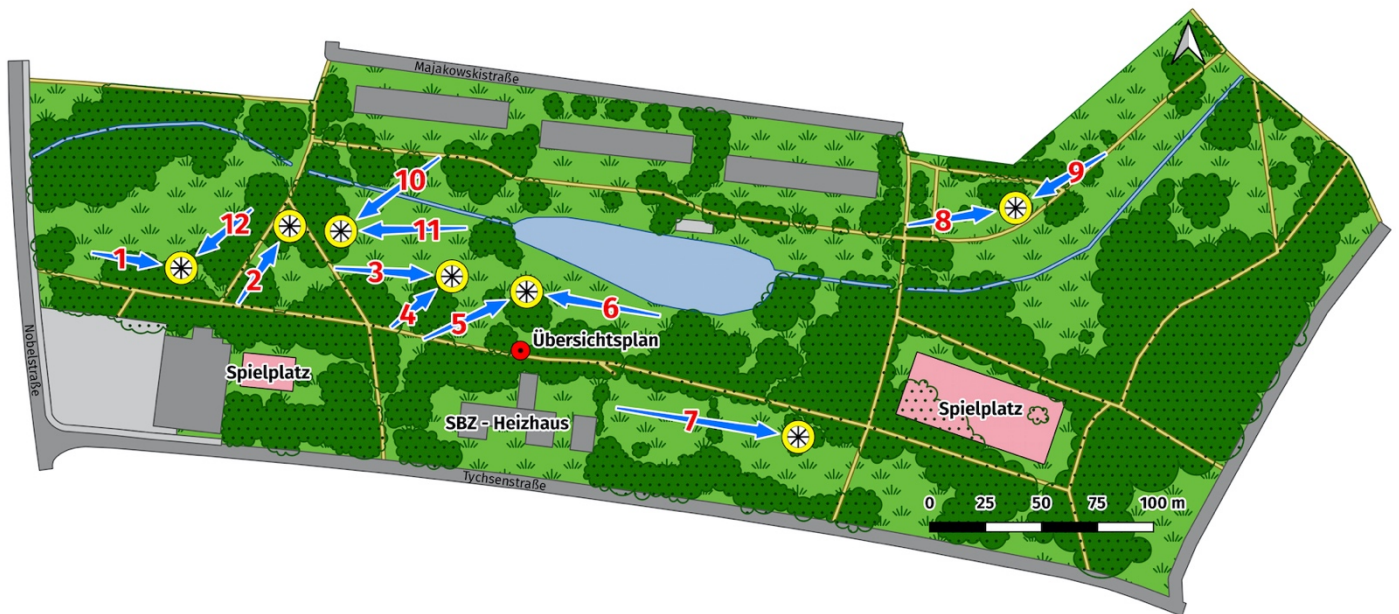 Majakowskistraße
10
9
12
11
8
1
2
3
4
5
6
Nobelstraße
Übersichtsplan
Spielplatz
Spielplatz
SBZ - Heizhaus
7
Tychsenstraße
0 25 50 75 100 m